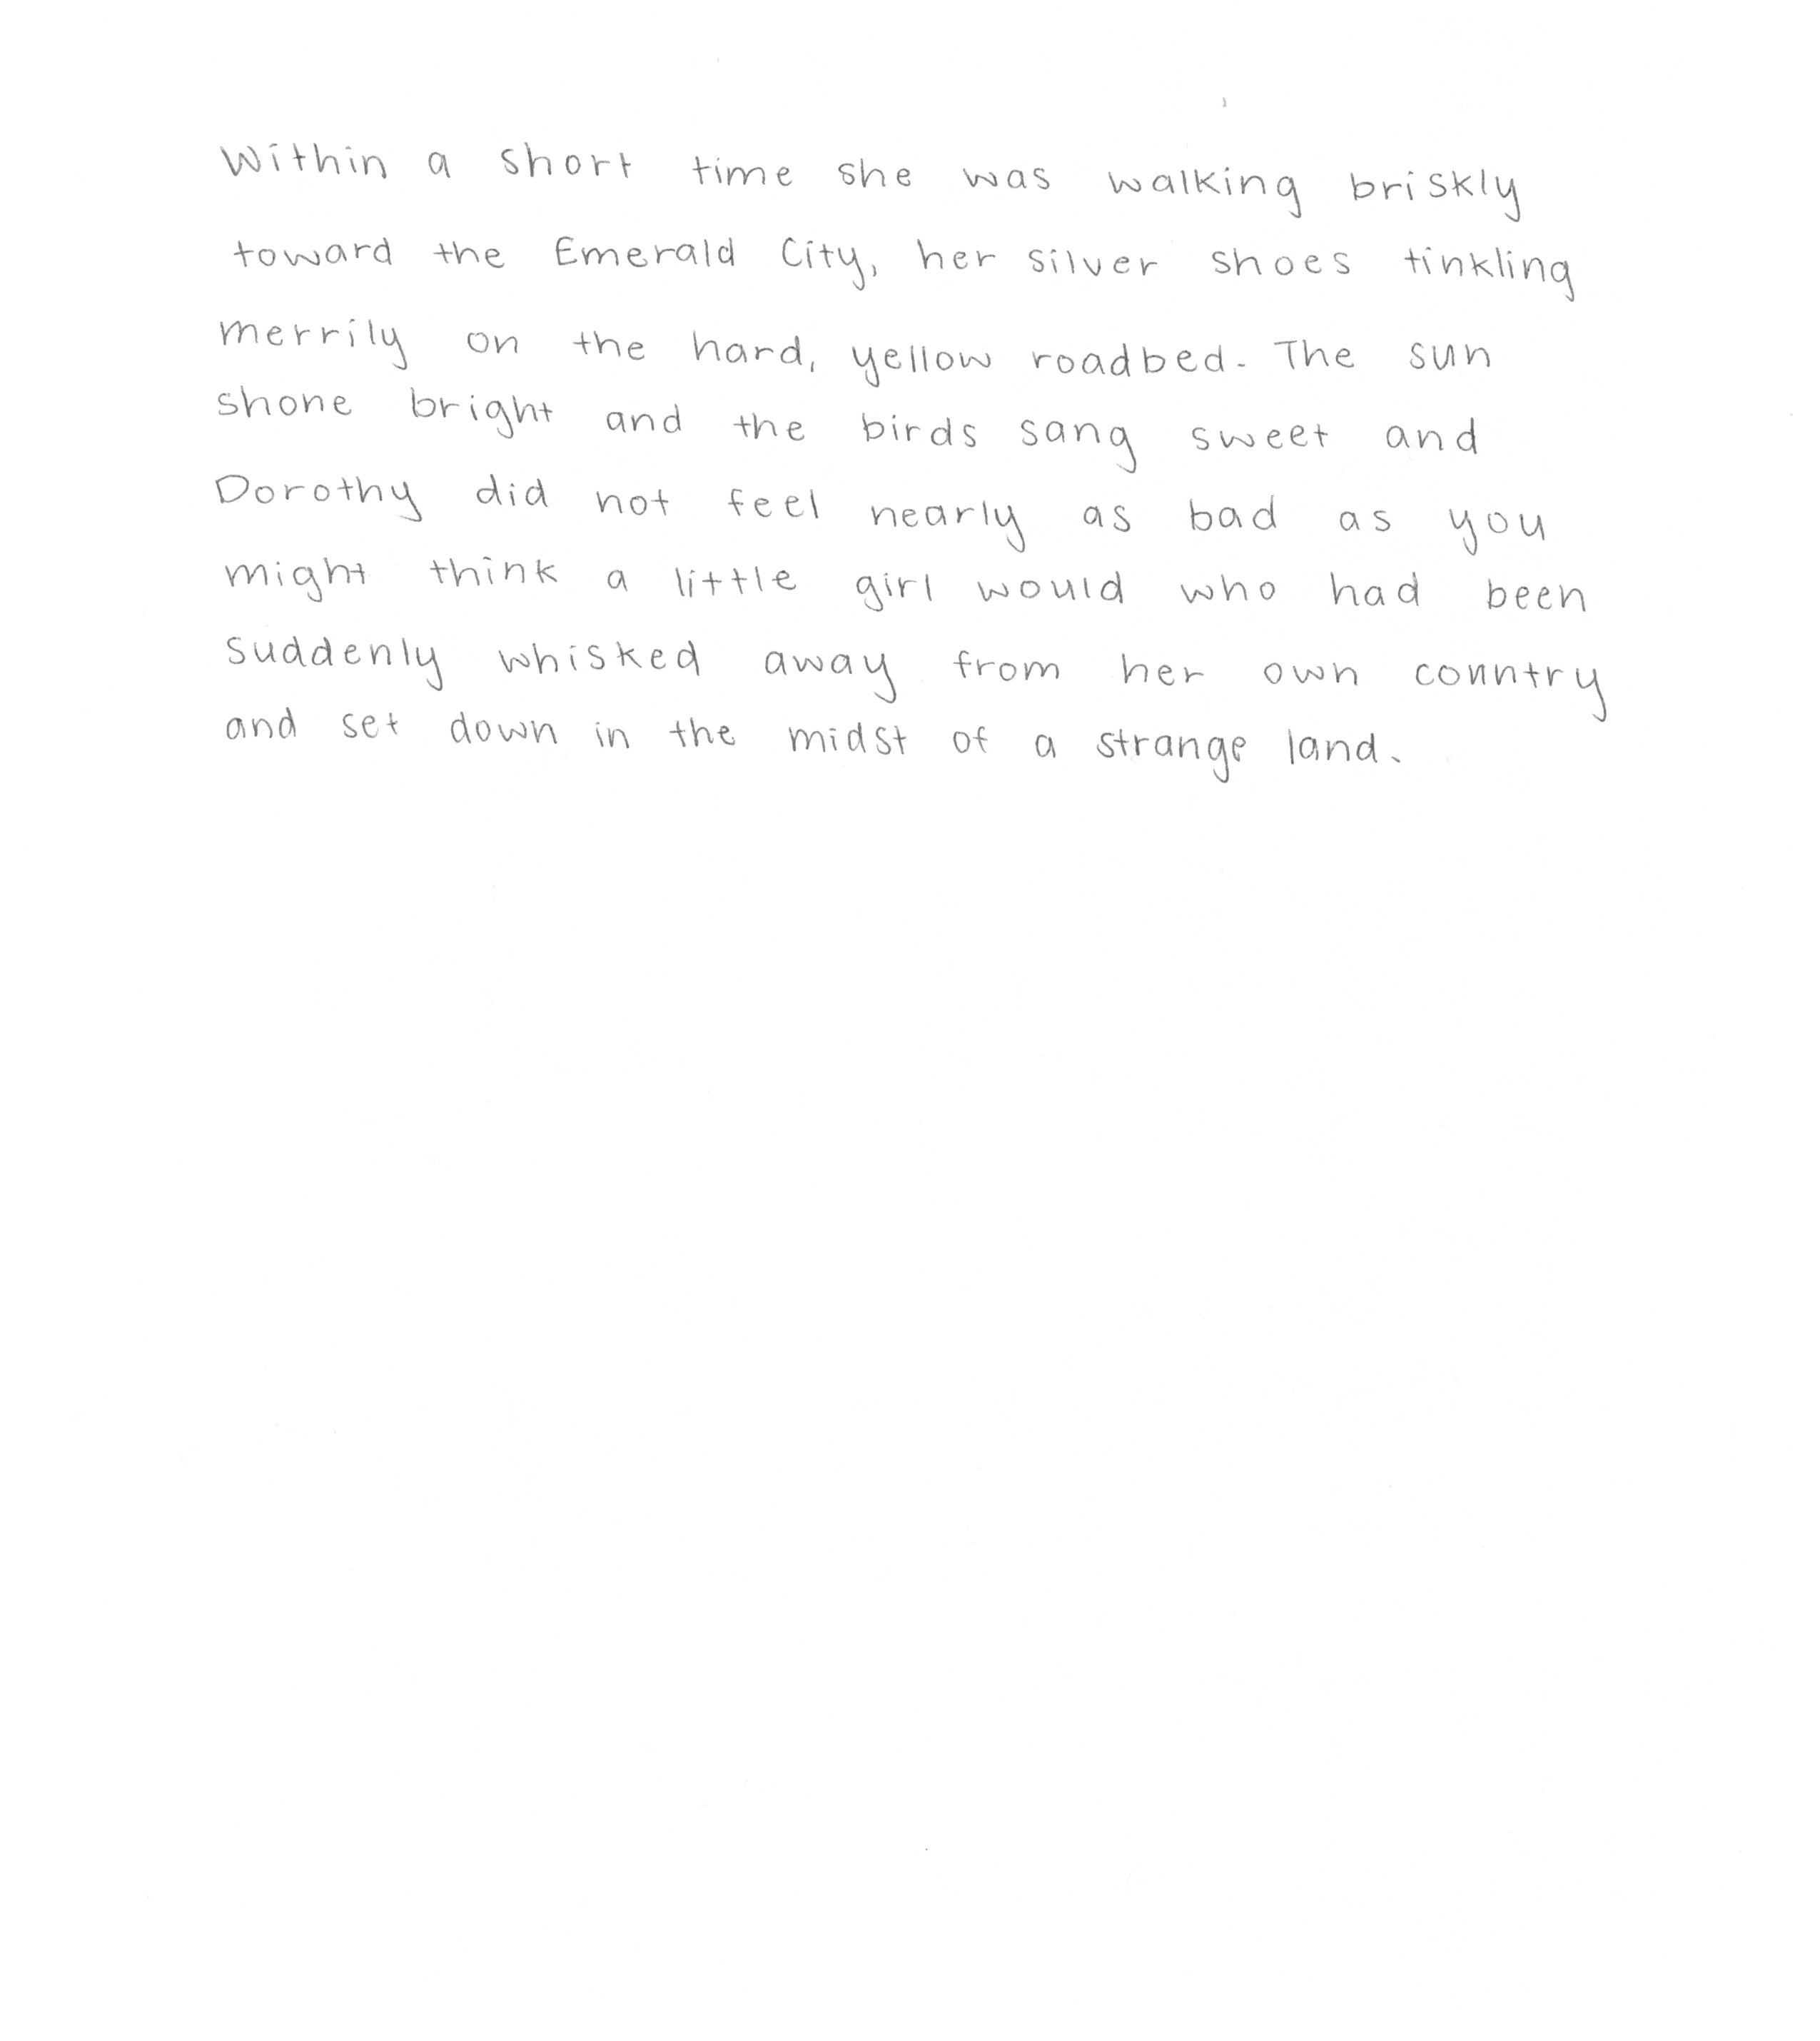 Within a short time she was walking briskly
toward the Emerald City, her silver shoes tinkling
merrily on the hard, yellow roadbed. The sun
shone bright and the birds sang sweet and
Dorothy did not feel nearly as bad as you
might think a little girl would who had been
suddenly whisked away from her own country
and set down in the midst of a strange land.